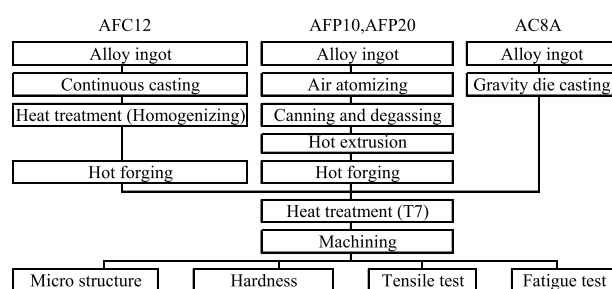 AFC12 AFP10,AFP20 AC8A
Alloy ingot Alloy ingot Alloy ingot
Continuous casting Air atomizing Gravity die casting
Heat treatment (Homogenizing) Canning and degassing
Hot extrusion
Hot forging Hot forging
Heat treatment (T7)
Machining
Micro structure Hardness Tensile test Fatigue test